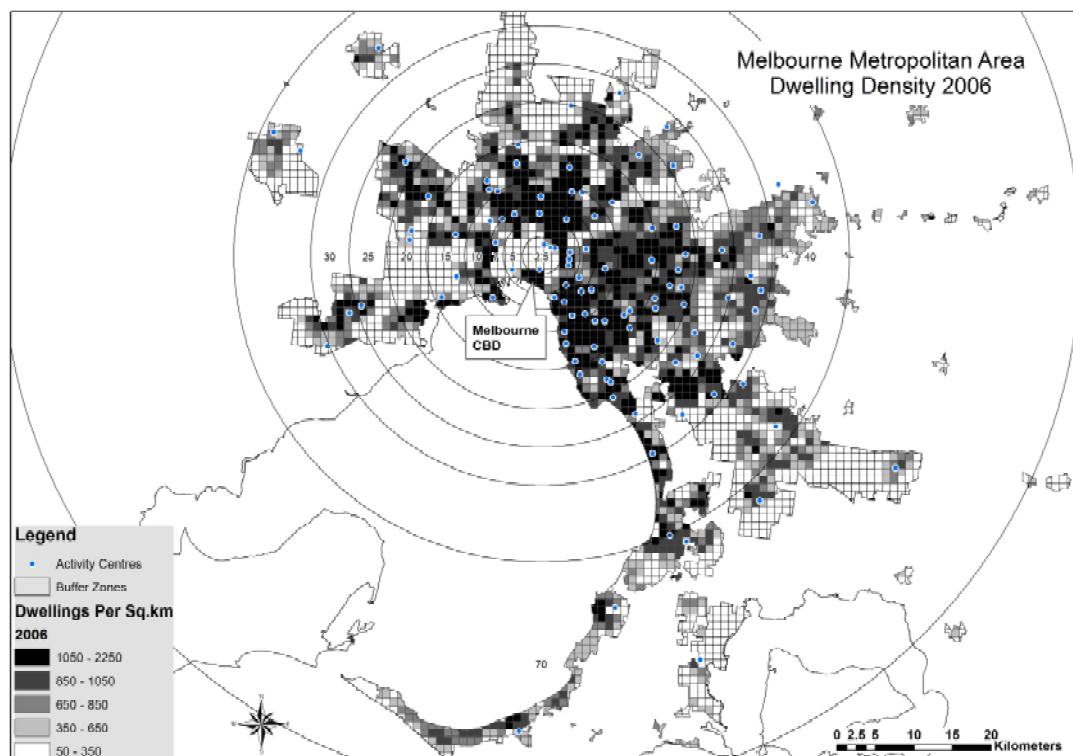 Melbourne Metropolitan Area
Dwelling Density 2006
30 25 20 15 10 7.5 5 2.5 40
Melbourne
CBD
70
Legend
Activity Centres
Buffer Zones
Dwellings Per Sq.km
2006
1050 - 2250
850 - 1050
650 - 850
350 - 650
50 - 350
N
W
0 2.5 5 10 15 20
Kilometers